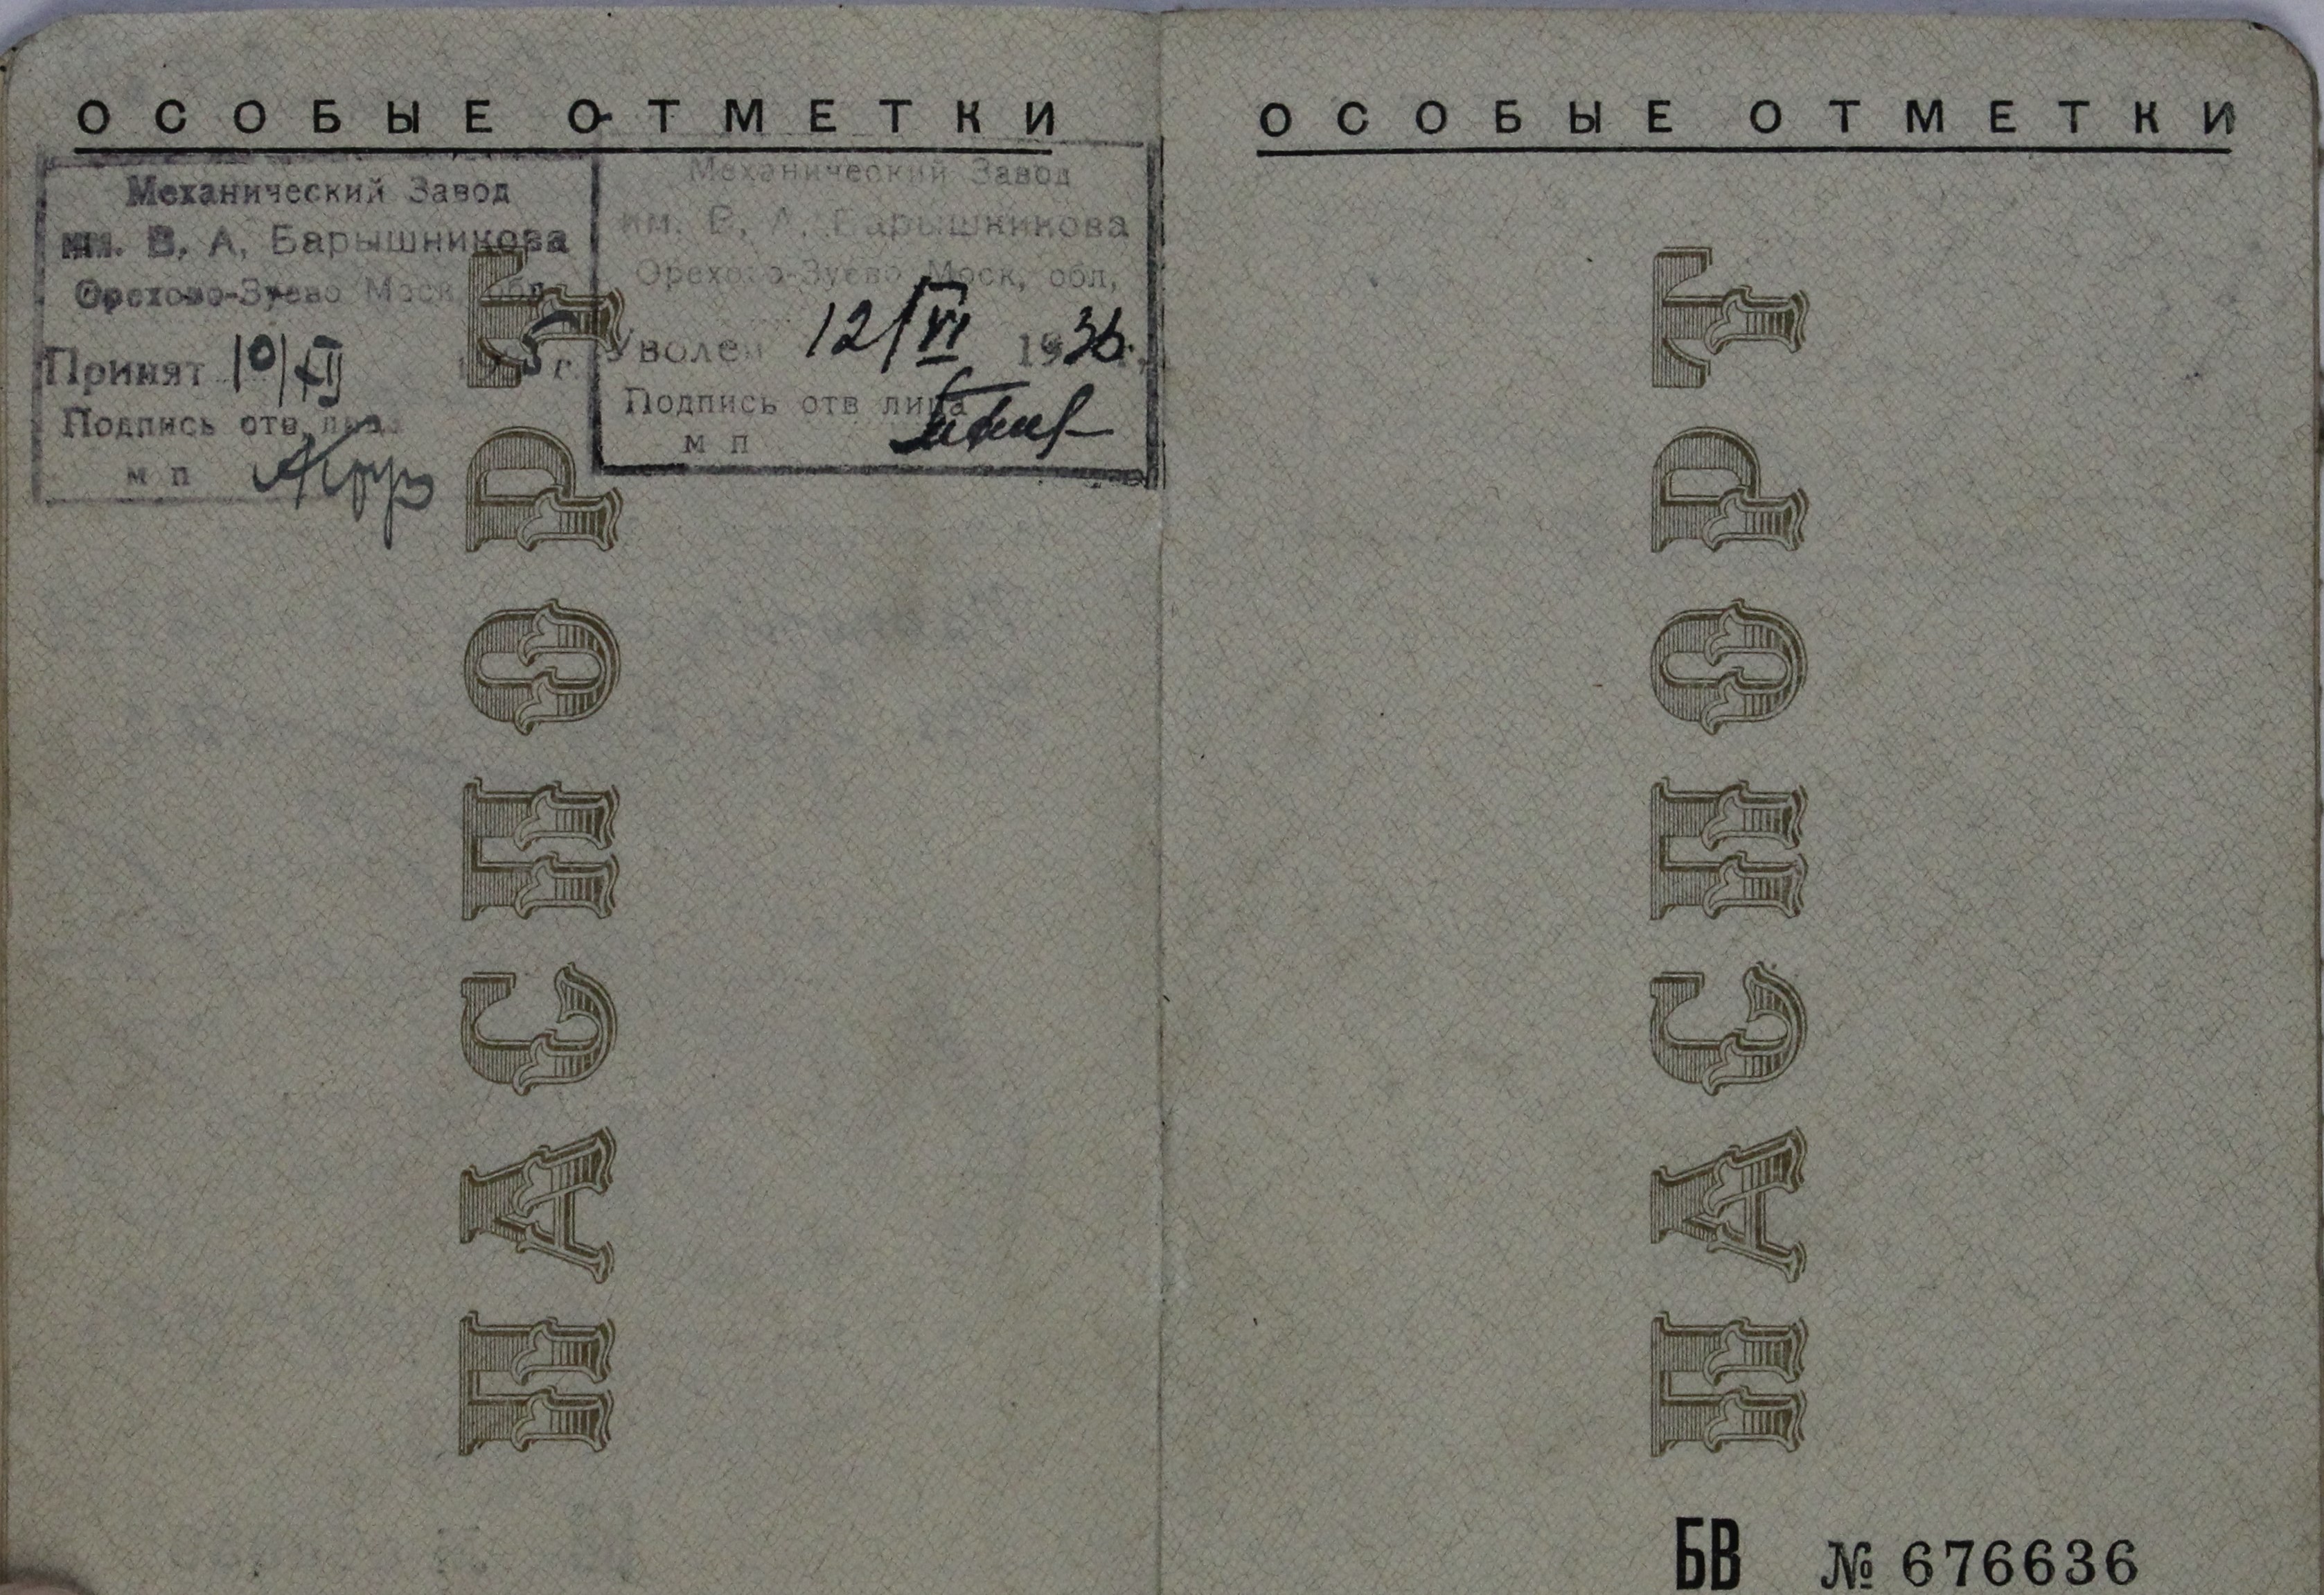 ОСОБЫЕ ОТМЕТКИ
Механический Завод
им. В, А, Барышникова
Орехово-Зуево Моск, обл,
Принят 10/XII г.
Подпись отв, лица
м п
Механический Завод
им. В, А, Барышникова
Орехово-Зуево Моск, обл,
Уволен 12/VI 1936.
Подпись отв лица
м п
ПАСПОРТ
ОСОБЫЕ ОТМЕТКИ
ПАСПОРТ
БВ № 676636